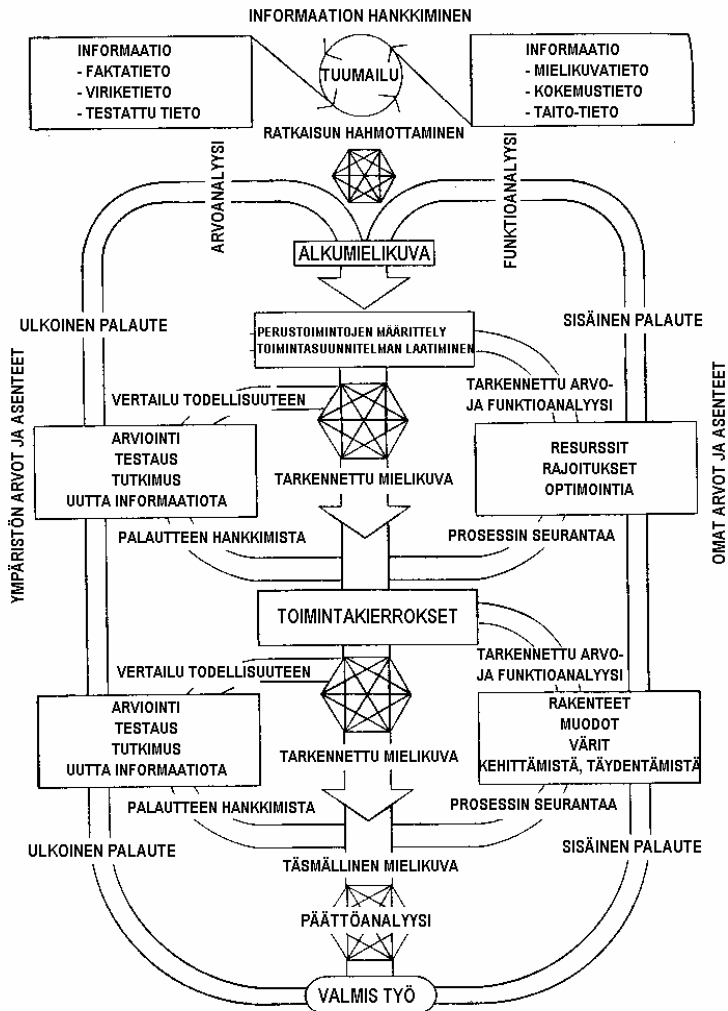 INFORMAATION HANKKIMINEN
INFORMAATIO
- FAKTATIETO
- VIRIKETIETO
- TESTATTU TIETO
TUUMAILU
INFORMAATIO
- MIELIKUVATIETO
- KOKEMUSTIETO
- TAITO-TIETO
RATKAISUN HAHMOTTAMINEN
ARVOANALYYSI
FUNKTIOANALYYSI
ALKUMIELIKUVA
ULKOINEN PALAUTE
SISÄINEN PALAUTE
PERUSTOIMINTOJEN MÄÄRITTELY
TOIMINTASUUNNITELMAN LAATIMINEN
YMPÄRISTÖN ARVOT JA ASENTEET
OMAT ARVOT JA ASENTEET
VERTAILU TODELLISUUTEEN
TARKENNETTU ARVO-
JA FUNKTIOANALYYSI
ARVIOINTI
TESTAUS
TUTKIMUS
UUTTA INFORMAATIOTA
RESURSSIT
RAJOITUKSET
OPTIMOINTIA
TARKENNETTU MIELIKUVA
PALAUTTEEN HANKKIMISTA
PROSESSIN SEURANTAA
TOIMINTAKIERROKSET
VERTAILU TODELLISUUTEEN
TARKENNETTU ARVO-
JA FUNKTIOANALYYSI
ARVIOINTI
TESTAUS
TUTKIMUS
UUTTA INFORMAATIOTA
RAKENTEET
MUODOT
VÄRIT
KEHITTÄMISTÄ, TÄYDENTÄMISTÄ
TARKENNETTU MIELIKUVA
PALAUTTEEN HANKKIMISTA
PROSESSIN SEURANTAA
ULKOINEN PALAUTE
SISÄINEN PALAUTE
TÄSMÄLLINEN MIELIKUVA
PÄÄTTÖANALYYSI
VALMIS TYÖ